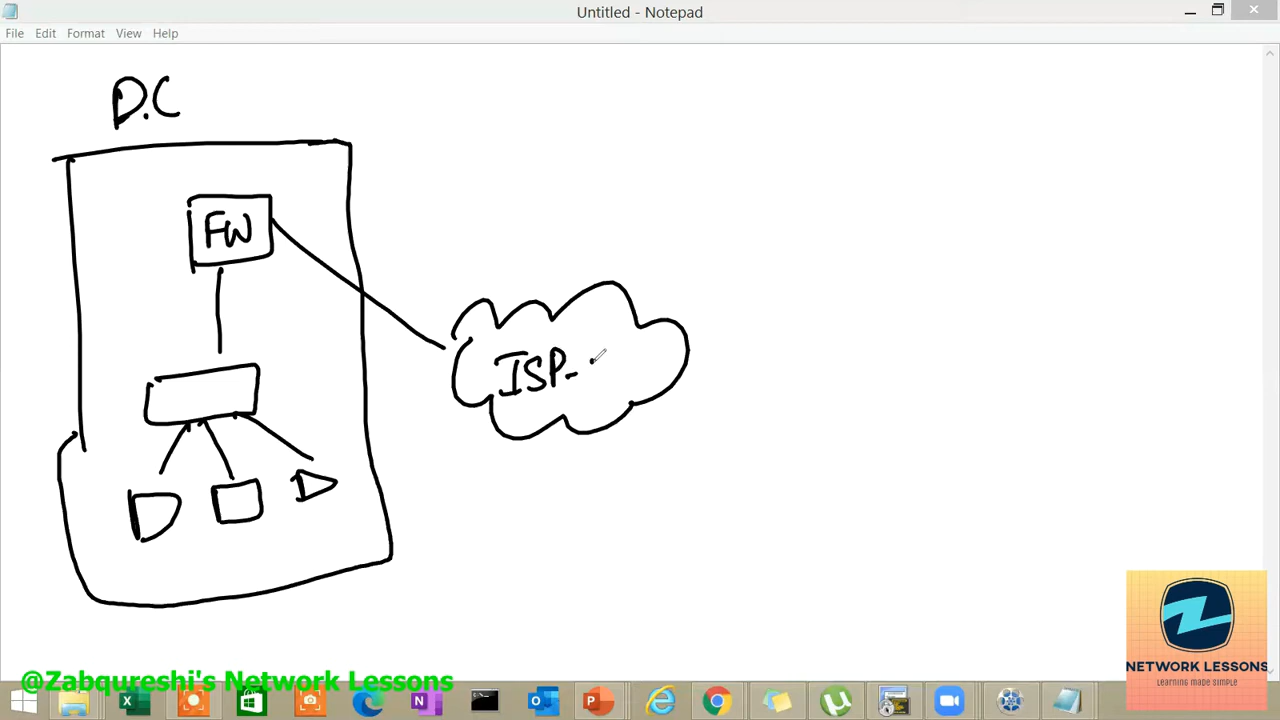 Untitled - Notepad
File Edit Format View Help
D.C
FW
ISP-
NETWORK LESSONS
learning made simple
@Zabqureshi's Network Lessons